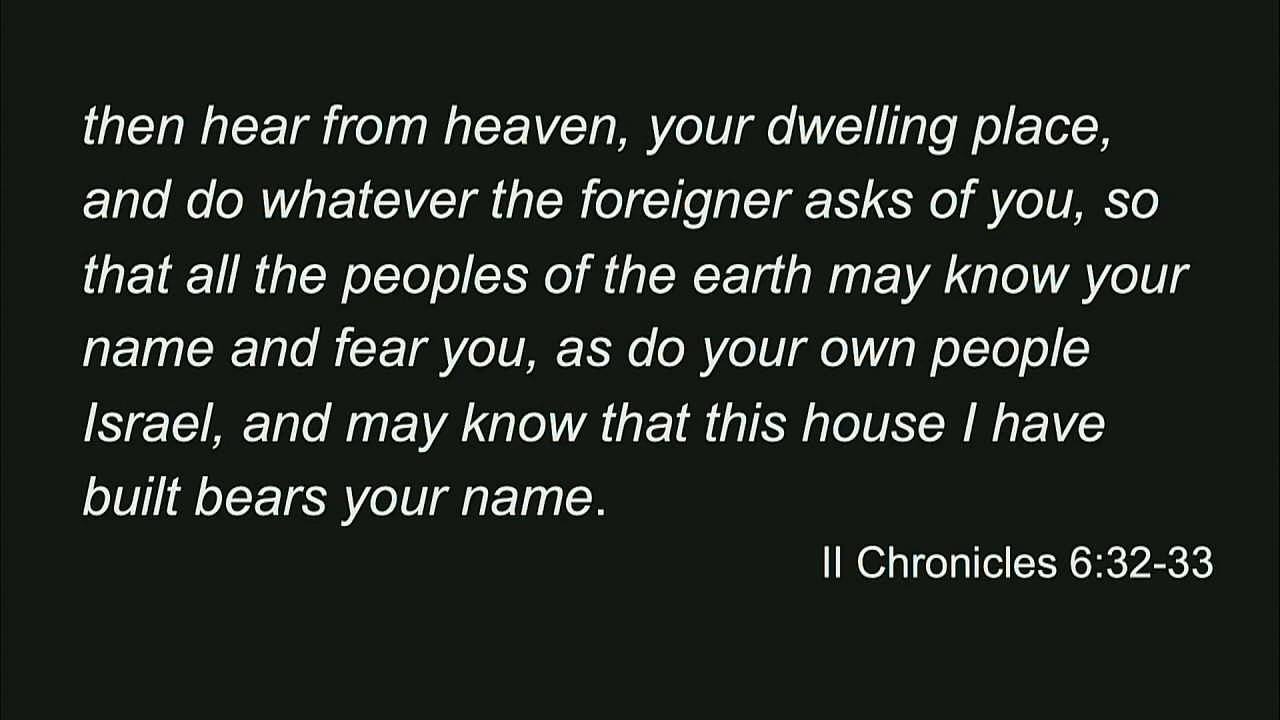 then hear from heaven, your dwelling place,
and do whatever the foreigner asks of you, so
that all the peoples of the earth may know your
name and fear you, as do your own people
Israel, and may know that this house I have
built bears your name.
II Chronicles 6:32-33